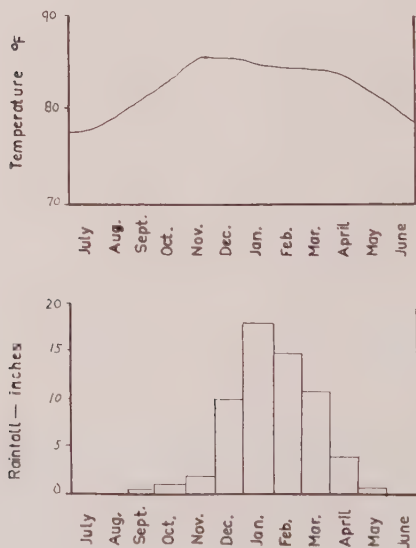 90
80
70
Temperature °F
July Aug. Sept. Oct. Nov. Dec. Jan. Feb. Mar. April May June
20
15
10
5
0
Rainfall — inches
July Aug. Sept. Oct. Nov. Dec. Jan. Feb. Mar. April May June